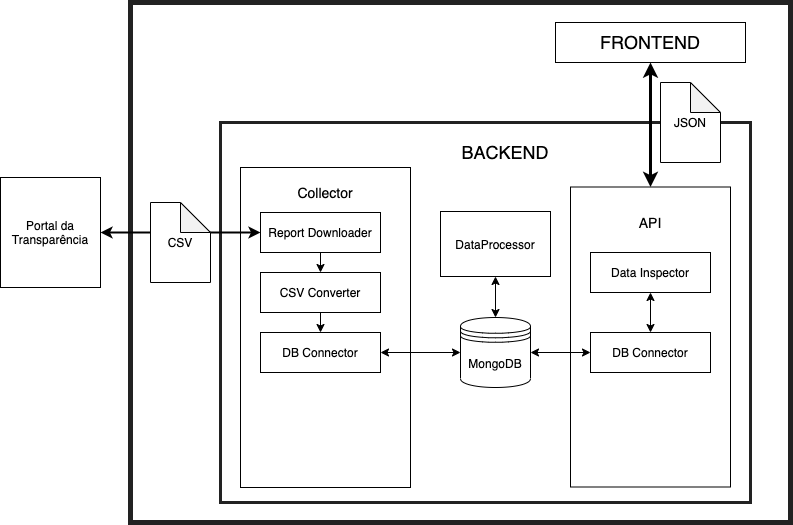 FRONTEND
JSON
BACKEND
Portal da
Transparência
CSV
Collector
Report Downloader
CSV Converter
DB Connector
DataProcessor
MongoDB
API
Data Inspector
DB Connector